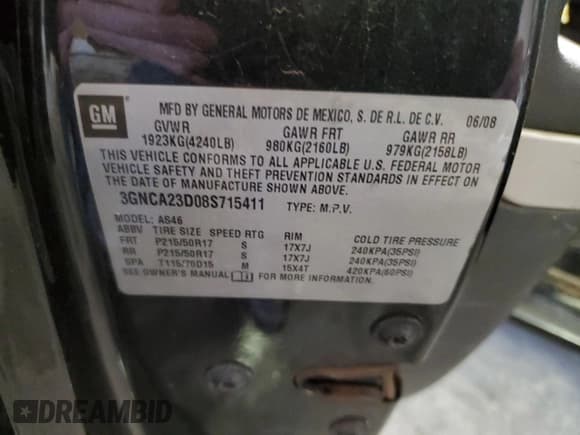 GM
MFD BY GENERAL MOTORS DE MEXICO, S. DE R.L. DE C.V. 06/08
GVWR GAWR FRT GAWR RR
1923KG(4240LB) 980KG(2160LB) 979KG(2158LB)
THIS VEHICLE CONFORMS TO ALL APPLICABLE U.S. FEDERAL MOTOR
VEHICLE SAFETY AND THEFT PREVENTION STANDARDS IN EFFECT ON
THE DATE OF MANUFACTURE SHOWN ABOVE.
3GNCA23D08S715411 TYPE: M.P.V.
MODEL: AS46
ABBV TIRE SIZE SPEED RTG RIM COLD TIRE PRESSURE
FRT P215/50R17 S 17X7J 240KPA(35PSI)
RR P215/50R17 S 17X7J 240KPA(35PSI)
SPA T115/70D15 M 15X4T 420KPA(60PSI)
SEE OWNER'S MANUAL FOR MORE INFORMATION.
DREAMBID